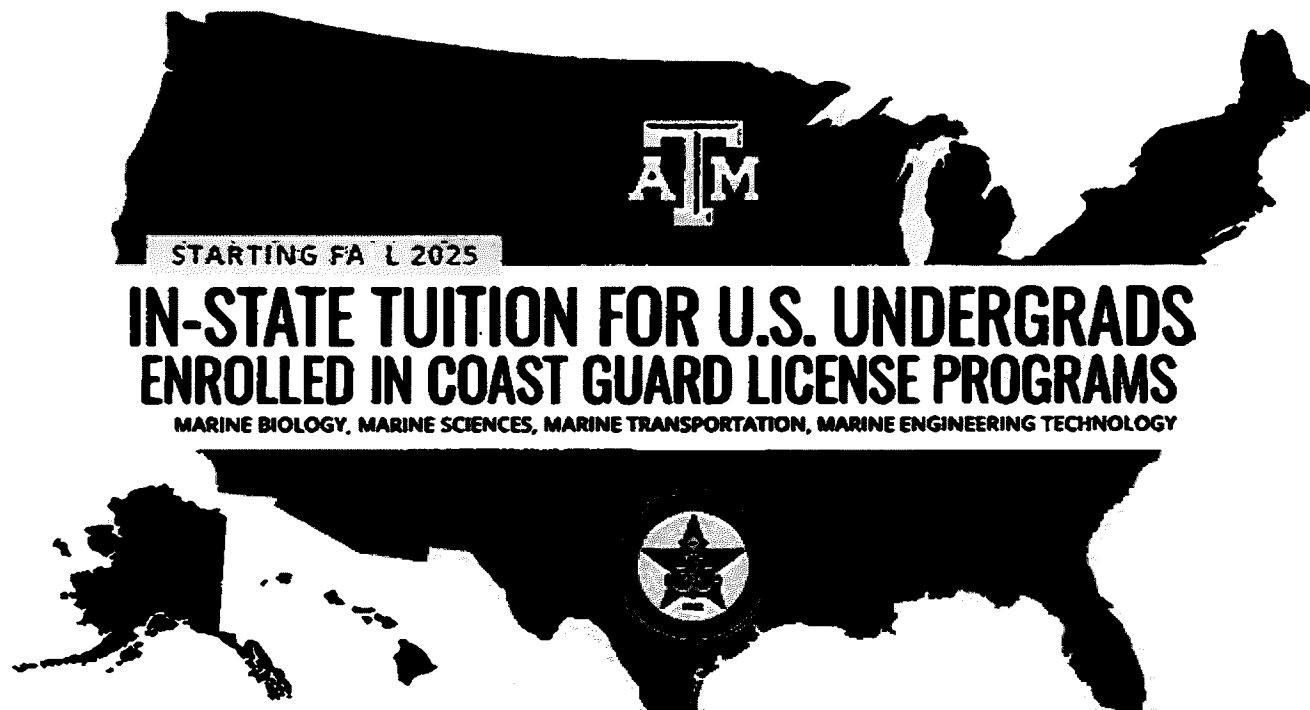 ATM
STARTING FA L 2025
IN-STATE TUITION FOR U.S. UNDERGRADS
ENROLLED IN COAST GUARD LICENSE PROGRAMS
MARINE BIOLOGY, MARINE SCIENCES, MARINE TRANSPORTATION, MARINE ENGINEERING TECHNOLOGY